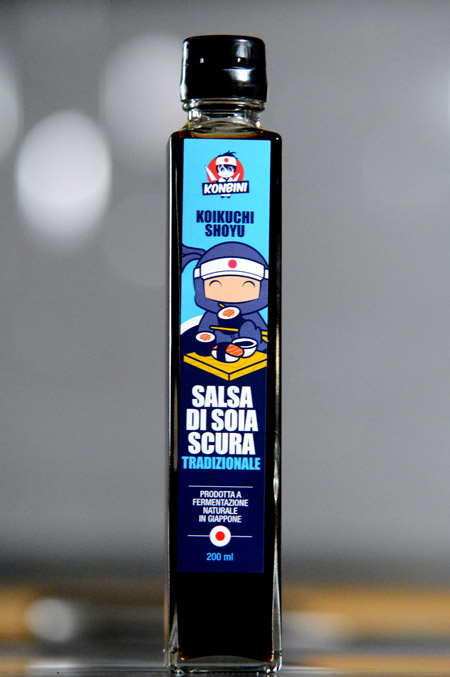 KONBINI
KOIKUCHI
SHOYU
SALSA
DI SOIA
SCURA
TRADIZIONALE
PRODOTTA A
FERMENTAZIONE
NATURALE
IN GIAPPONE
200 ml